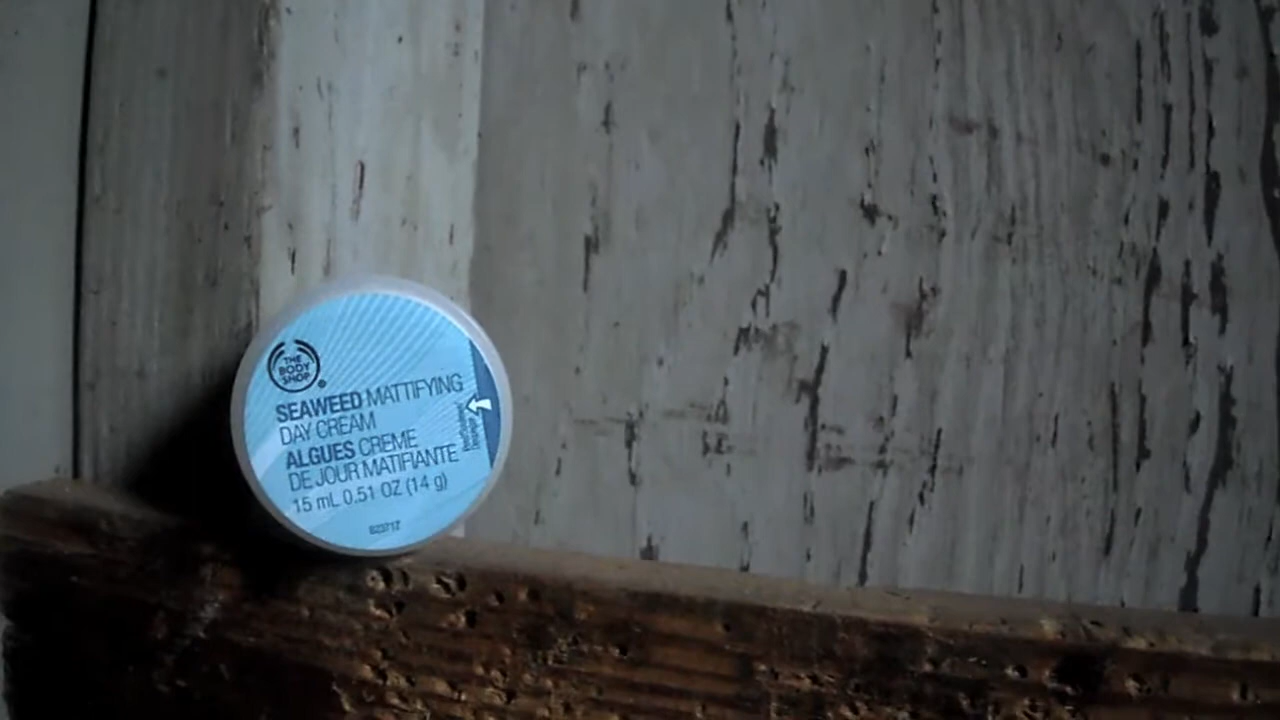 THE
BODY
SHOP
®
SEAWEED MATTIFYING
DAY CREAM
ALGUES CREME
DE JOUR MATIFIANTE
15 mL 0.51 OZ (14 g)